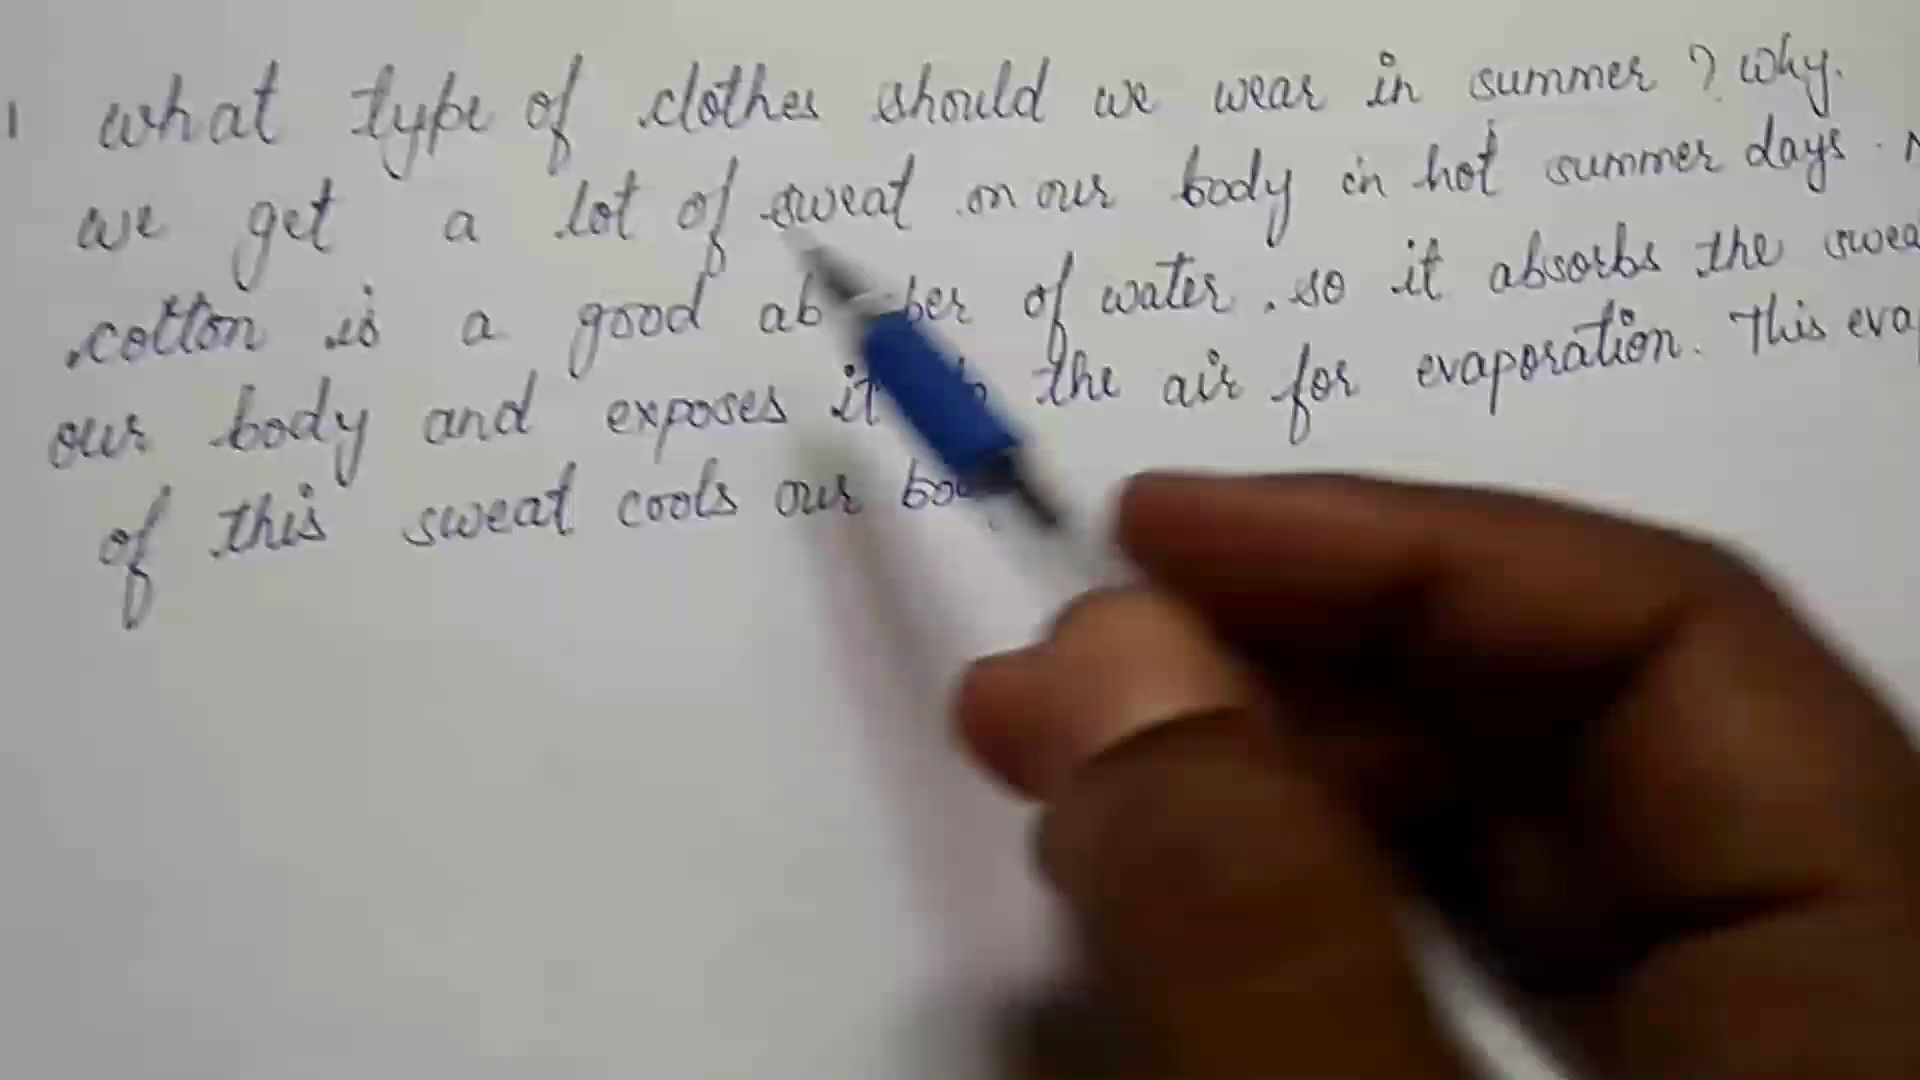 1 what type of clothes should we wear in summer ? why.
we get a lot of sweat on our body in hot summer days.
cotton is a good of water . so it absorbs the
our body and exposes it the air for evaporation. This
of this sweat cools our